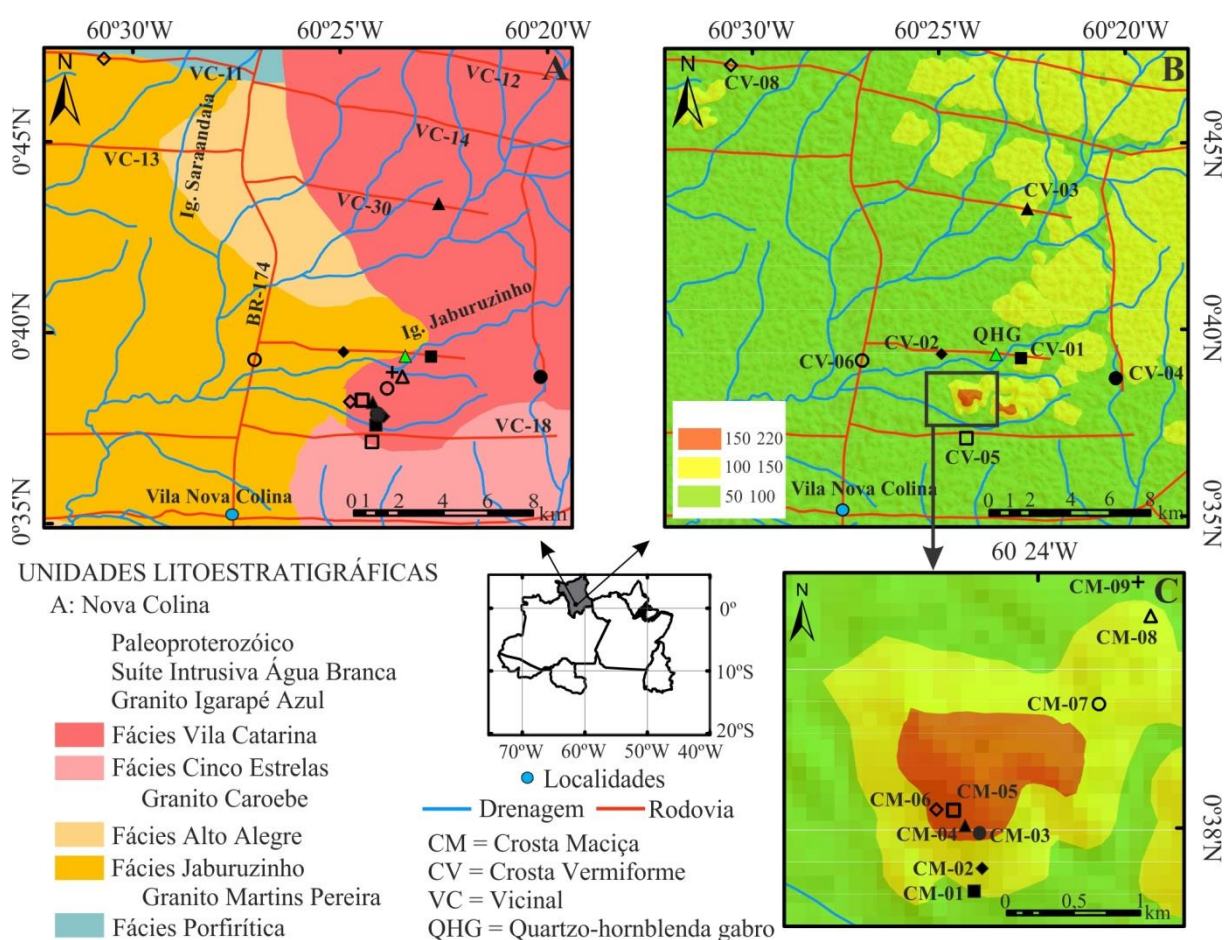 60º30'W
60º25'W
60º20'W
60º25'W
60º20'W
0º45'N
0º40'N
0º35'N
N
A
VC-11
VC-12
VC-14
VC-13
VC-30
Ig. Saraandaia
BR-174
Ig. Jaburuzinho
VC-18
Vila Nova Colina
0 1 2 4 6 8
km
N
B
CV-08
CV-03
CV-02
QHG
CV-01
CV-06
CV-04
CV-05
150 220
100 150
50 100
Vila Nova Colina
0 1 2 4 6 8
km
0º45'N
0º40'N
0º35'N
60 24'W
UNIDADES LITOESTRATIGRÁFICAS
A: Nova Colina
Paleoproterozóico
Suíte Intrusiva Água Branca
Granito Igarapé Azul
Fácies Vila Catarina
Fácies Cinco Estrelas
Granito Caroebe
Fácies Alto Alegre
Fácies Jaburuzinho
Granito Martins Pereira
Fácies Porfirítica
0º
10ºS
20ºS
70ºW 60ºW 50ºW 40ºW
Localidades
Drenagem
Rodovia
CM = Crosta Maciça
CV = Crosta Vermiforme
VC = Vicinal
QHG = Quartzo-hornblenda gabro
N
C
CM-09
CM-08
CM-07
CM-06
CM-05
CM-04
CM-03
CM-02
CM-01
0 0,5 1
km
0º38'N